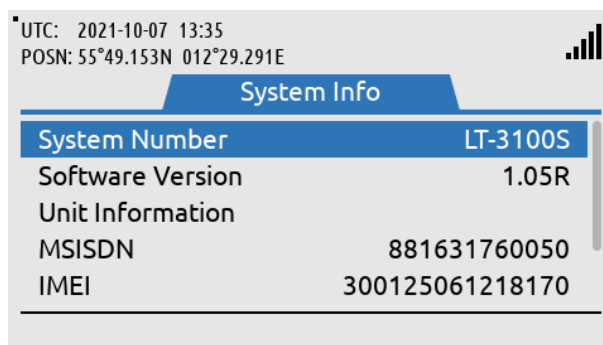 UTC: 2021-10-07 13:35
POSN: 55°49.153N 012°29.291E
System Info
System Number LT-3100S
Software Version 1.05R
Unit Information
MSISDN 881631760050
IMEI 300125061218170